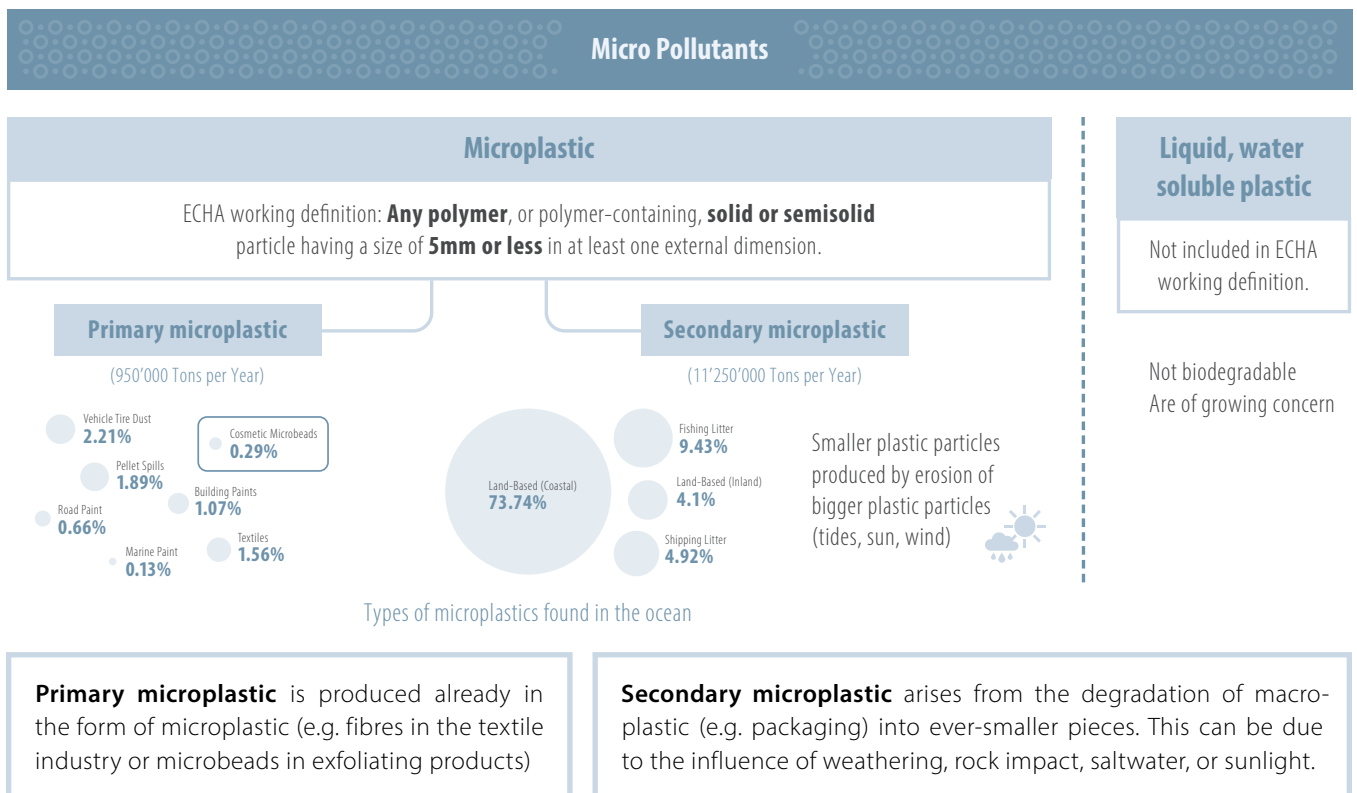 Micro Pollutants
Microplastic
ECHA working definition: Any polymer, or polymer-containing, solid or semisolid
particle having a size of 5mm or less in at least one external dimension.
Liquid, water
soluble plastic
Not included in ECHA
working definition.
Not biodegradable
Are of growing concern
Primary microplastic
(950’000 Tons per Year)
Vehicle Tire Dust
2.21%
Cosmetic Microbeads
0.29%
Pellet Spills
1.89%
Building Paints
1.07%
Road Paint
0.66%
Textiles
1.56%
Marine Paint
0.13%
Secondary microplastic
(11’250’000 Tons per Year)
Land-Based (Coastal)
73.74%
Fishing Litter
9.43%
Land-Based (Inland)
4.1%
Shipping Litter
4.92%
Smaller plastic particles
produced by erosion of
bigger plastic particles
(tides, sun, wind)
Types of microplastics found in the ocean
Primary microplastic is produced already in
the form of microplastic (e.g. fibres in the textile
industry or microbeads in exfoliating products)
Secondary microplastic arises from the degradation of macro-
plastic (e.g. packaging) into ever-smaller pieces. This can be due
to the influence of weathering, rock impact, saltwater, or sunlight.